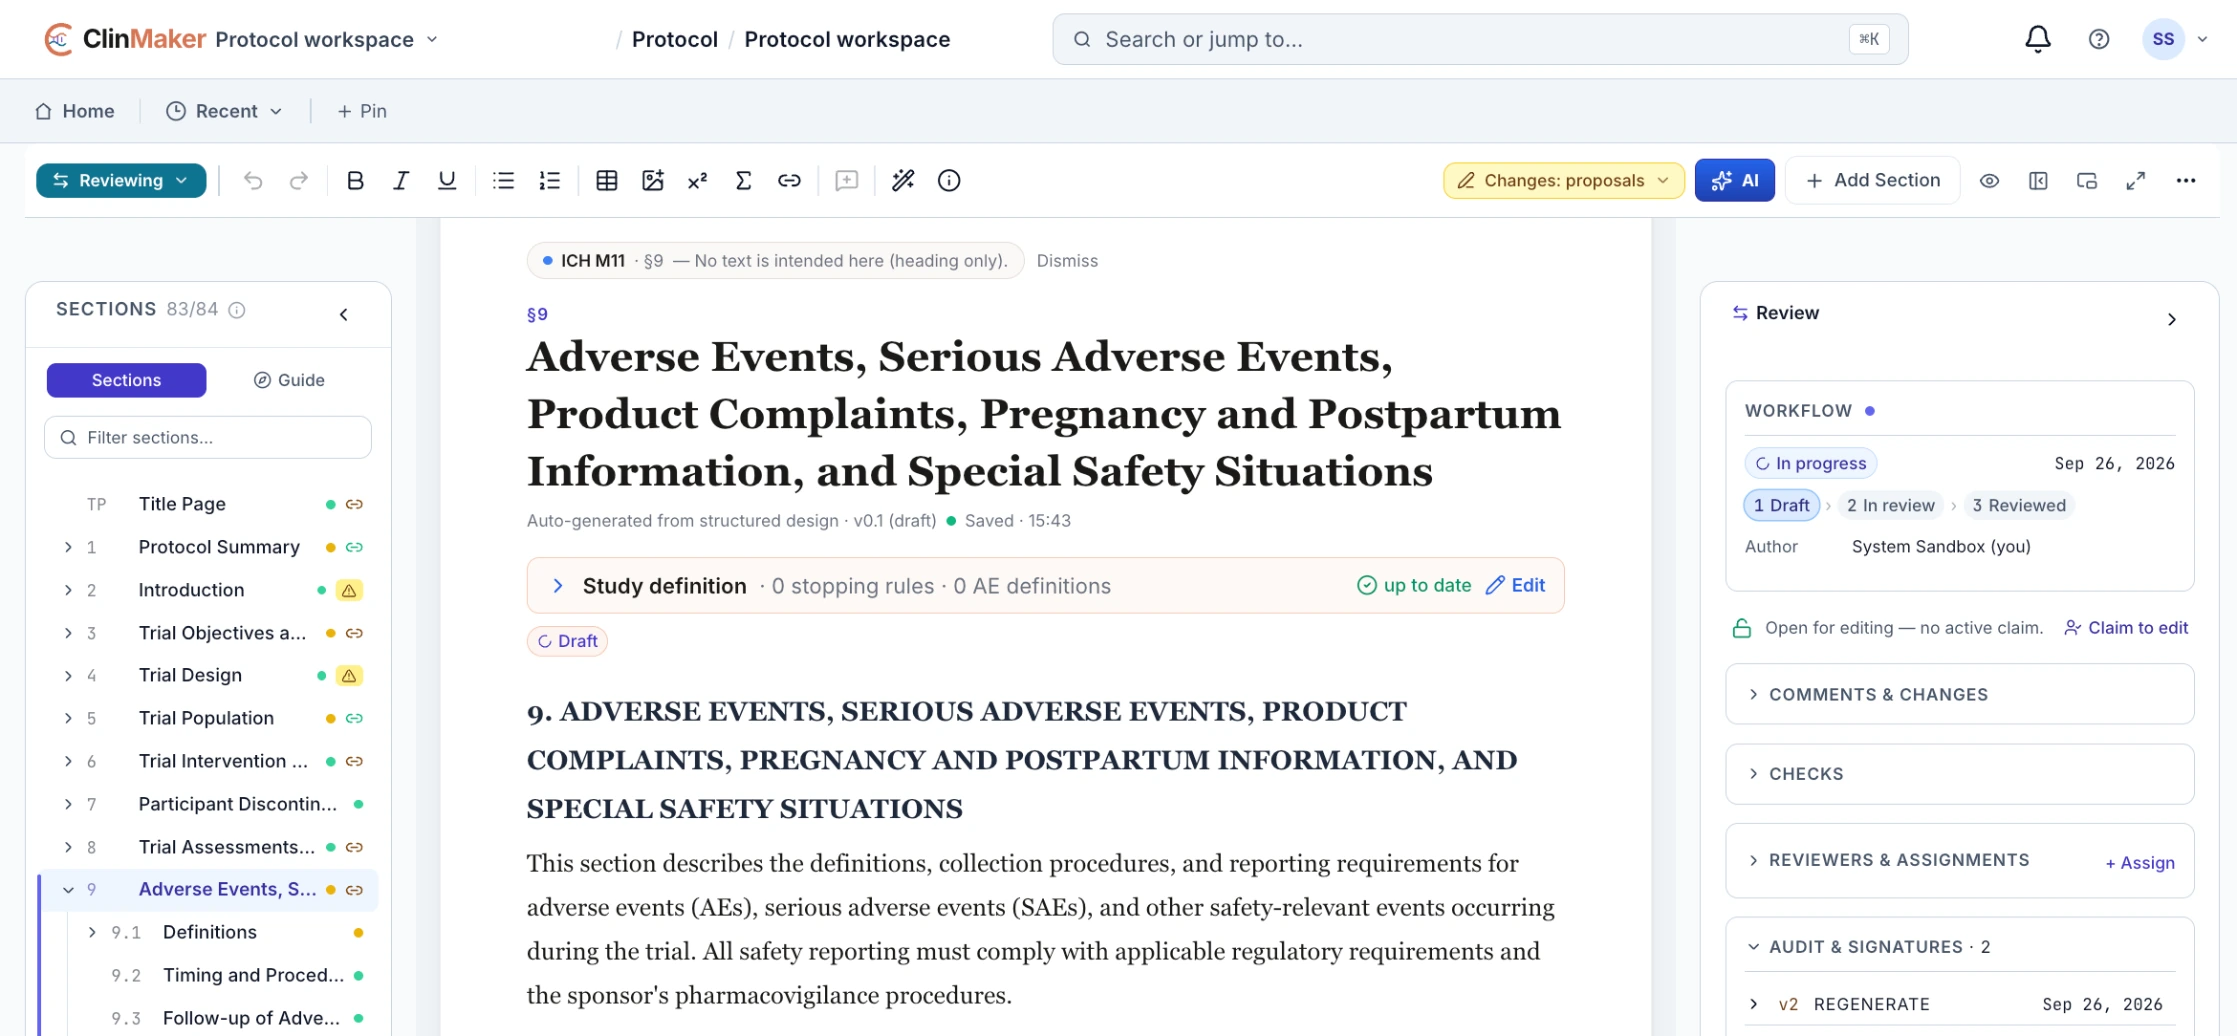 ClinMaker Protocol workspace
/ Protocol / Protocol workspace
Search or jump to...
⌘K
SS
Home
Recent
+ Pin
Reviewing
B I U
x²
Σ
Changes: proposals
AI
+ Add Section
SECTIONS 83/84
Sections
Guide
Filter sections...
TP Title Page
1 Protocol Summary
2 Introduction
3 Trial Objectives a...
4 Trial Design
5 Trial Population
6 Trial Intervention ...
7 Participant Discontin...
8 Trial Assessments...
9 Adverse Events, S...
9.1 Definitions
9.2 Timing and Proced...
9.3 Follow-up of Adve...
ICH M11 · §9 — No text is intended here (heading only).
Dismiss
§9
Adverse Events, Serious Adverse Events,
Product Complaints, Pregnancy and Postpartum
Information, and Special Safety Situations
Auto-generated from structured design · v0.1 (draft) Saved · 15:43
Study definition · 0 stopping rules · 0 AE definitions
up to date
Edit
Draft
9. ADVERSE EVENTS, SERIOUS ADVERSE EVENTS, PRODUCT
COMPLAINTS, PREGNANCY AND POSTPARTUM INFORMATION, AND
SPECIAL SAFETY SITUATIONS
This section describes the definitions, collection procedures, and reporting requirements for
adverse events (AEs), serious adverse events (SAEs), and other safety-relevant events occurring
during the trial. All safety reporting must comply with applicable regulatory requirements and
the sponsor's pharmacovigilance procedures.
Review
WORKFLOW
In progress
Sep 26, 2026
1 Draft › 2 In review › 3 Reviewed
Author System Sandbox (you)
Open for editing — no active claim.
Claim to edit
COMMENTS & CHANGES
CHECKS
REVIEWERS & ASSIGNMENTS
+ Assign
AUDIT & SIGNATURES · 2
v2 REGENERATE Sep 26, 2026